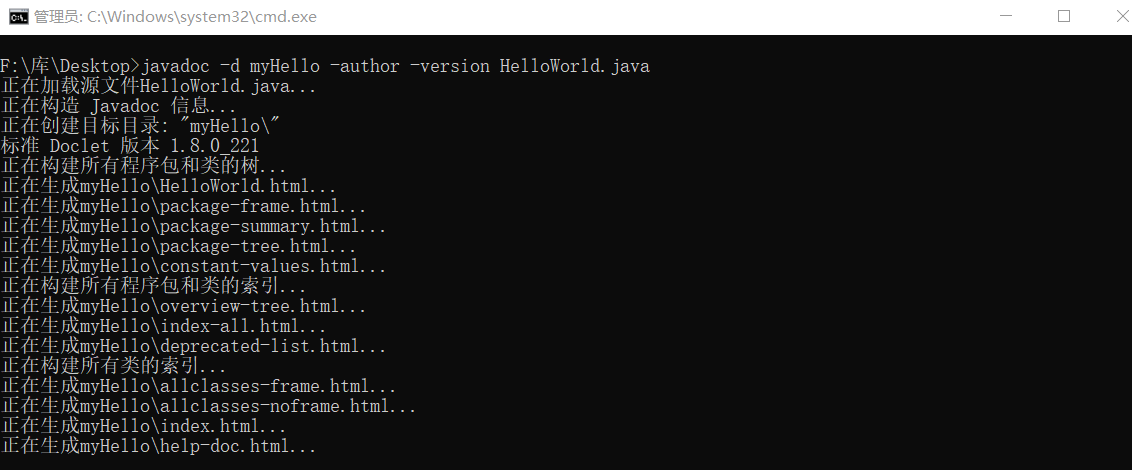 管理员: C:\Windows\system32\cmd.exe
F:\库\Desktop>javadoc -d myHello -author -version HelloWorld.java
正在加载源文件HelloWorld.java...
正在构造 Javadoc 信息...
正在创建目标目录: "myHello\"
标准 Doclet 版本 1.8.0_221
正在构建所有程序包和类的树...
正在生成myHello\HelloWorld.html...
正在生成myHello\package-frame.html...
正在生成myHello\package-summary.html...
正在生成myHello\package-tree.html...
正在生成myHello\constant-values.html...
正在构建所有程序包和类的索引...
正在生成myHello\overview-tree.html...
正在生成myHello\index-all.html...
正在生成myHello\deprecated-list.html...
正在构建所有类的索引...
正在生成myHello\allclasses-frame.html...
正在生成myHello\allclasses-noframe.html...
正在生成myHello\index.html...
正在生成myHello\help-doc.html...